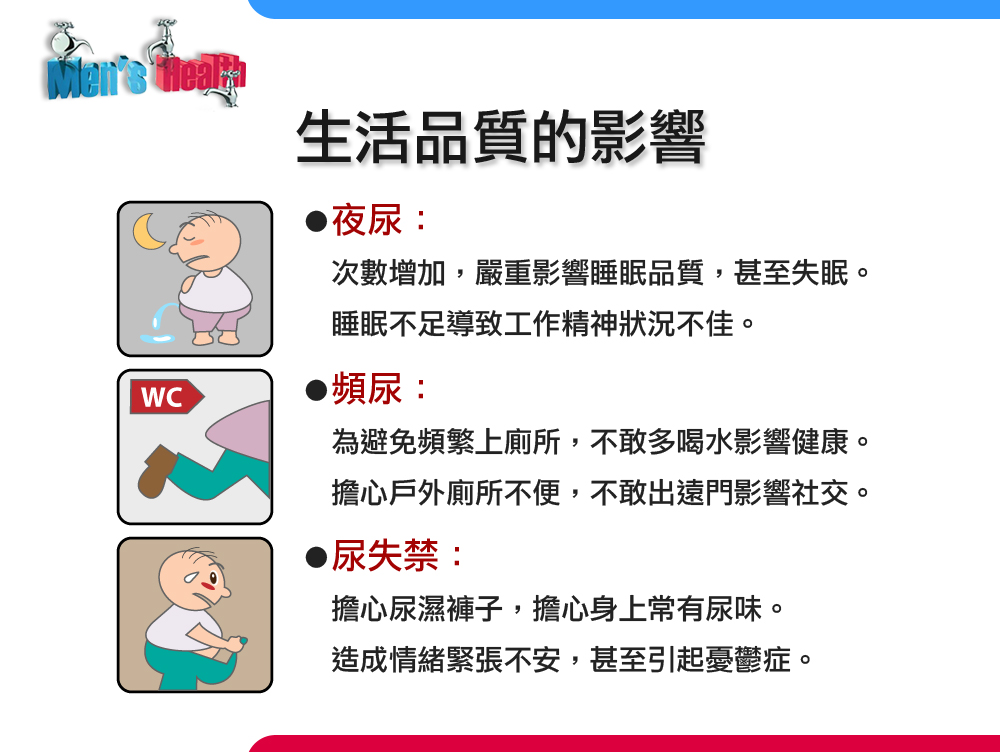 Men's Health
生活品質的影響
●夜尿：
次數增加，嚴重影響睡眠品質，甚至失眠。
睡眠不足導致工作精神狀況不佳。
WC
●頻尿：
為避免頻繁上廁所，不敢多喝水影響健康。
擔心戶外廁所不便，不敢出遠門影響社交。
●尿失禁：
擔心尿濕褲子，擔心身上常有尿味。
造成情緒緊張不安，甚至引起憂鬱症。